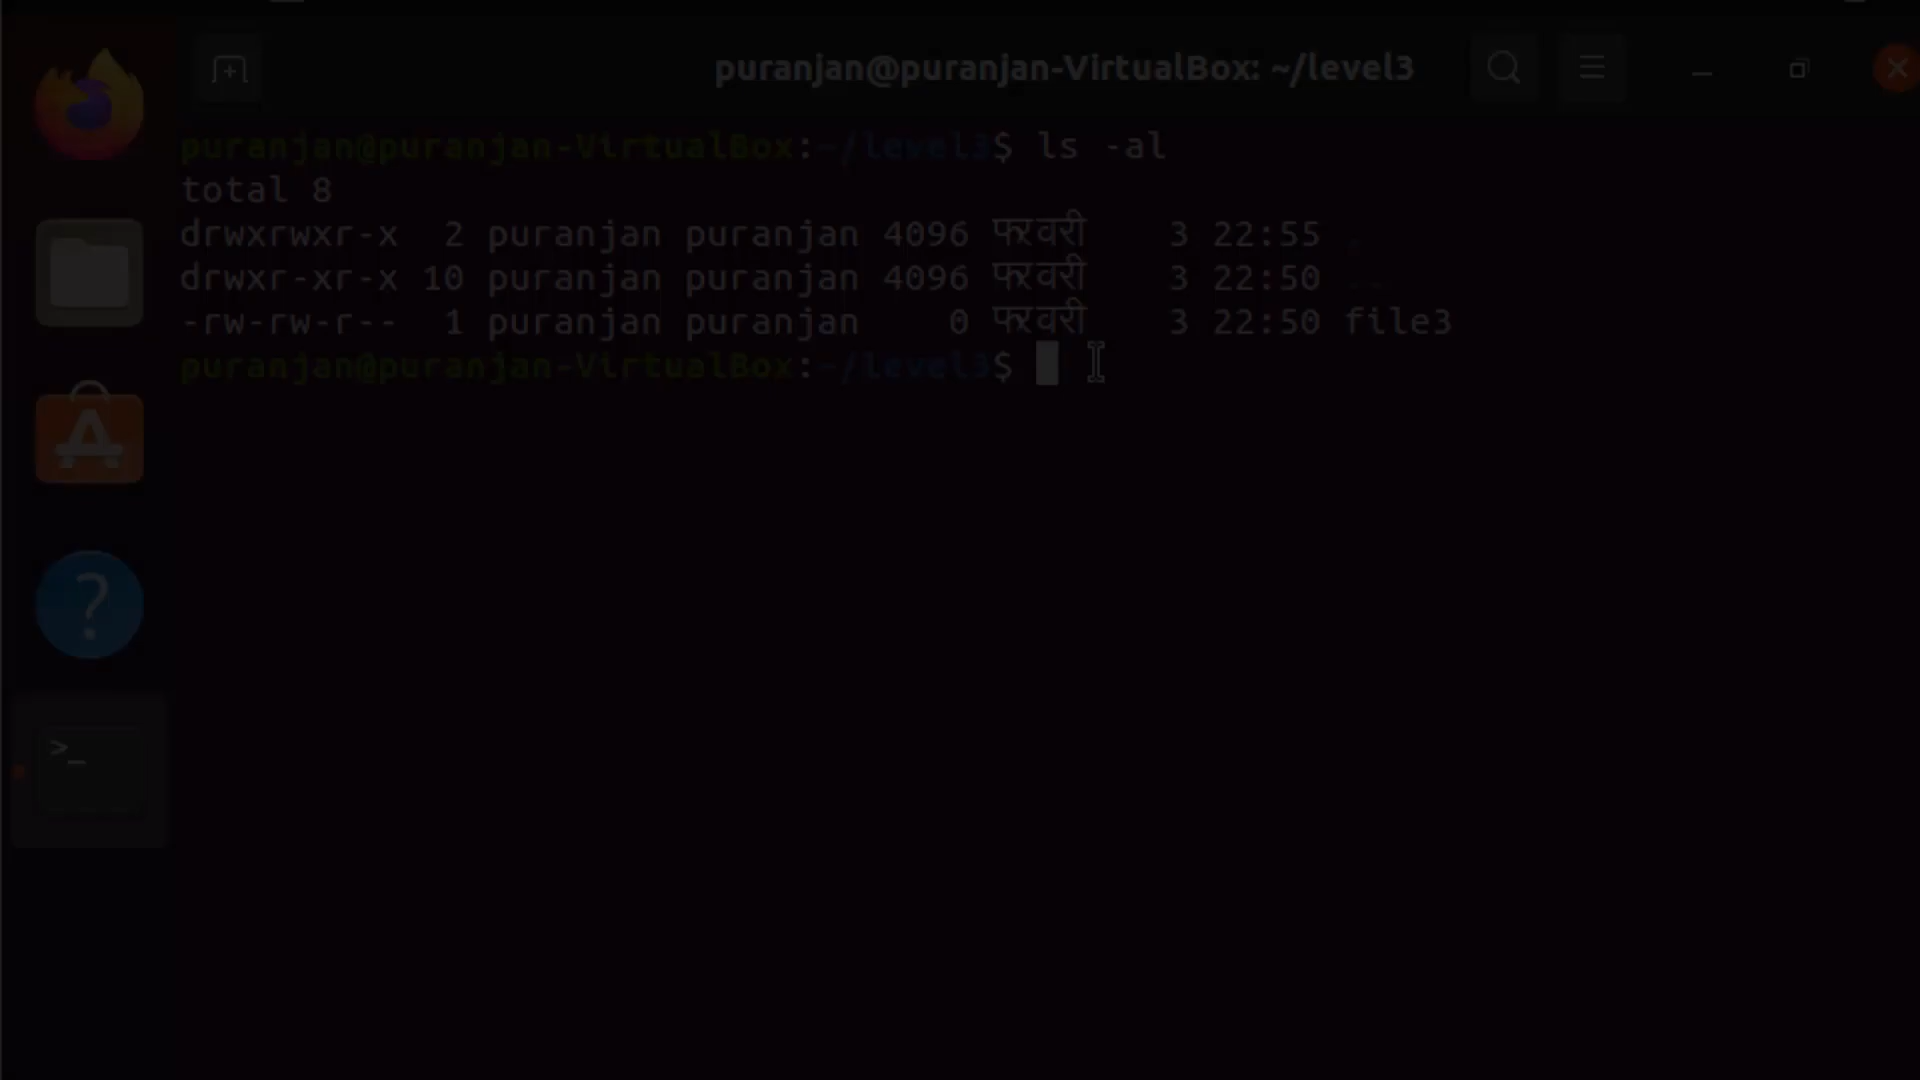 puranjan@puranjan-VirtualBox: ~/level3
puranjan@puranjan-VirtualBox:~/level3$ ls -al
total 8
drwxrwxr-x  2 puranjan puranjan 4096 फरवरी    3 22:55 .
drwxr-xr-x 10 puranjan puranjan 4096 फरवरी    3 22:50 ..
-rw-rw-r--  1 puranjan puranjan    0 फरवरी    3 22:50 file3
puranjan@puranjan-VirtualBox:~/level3$
>_